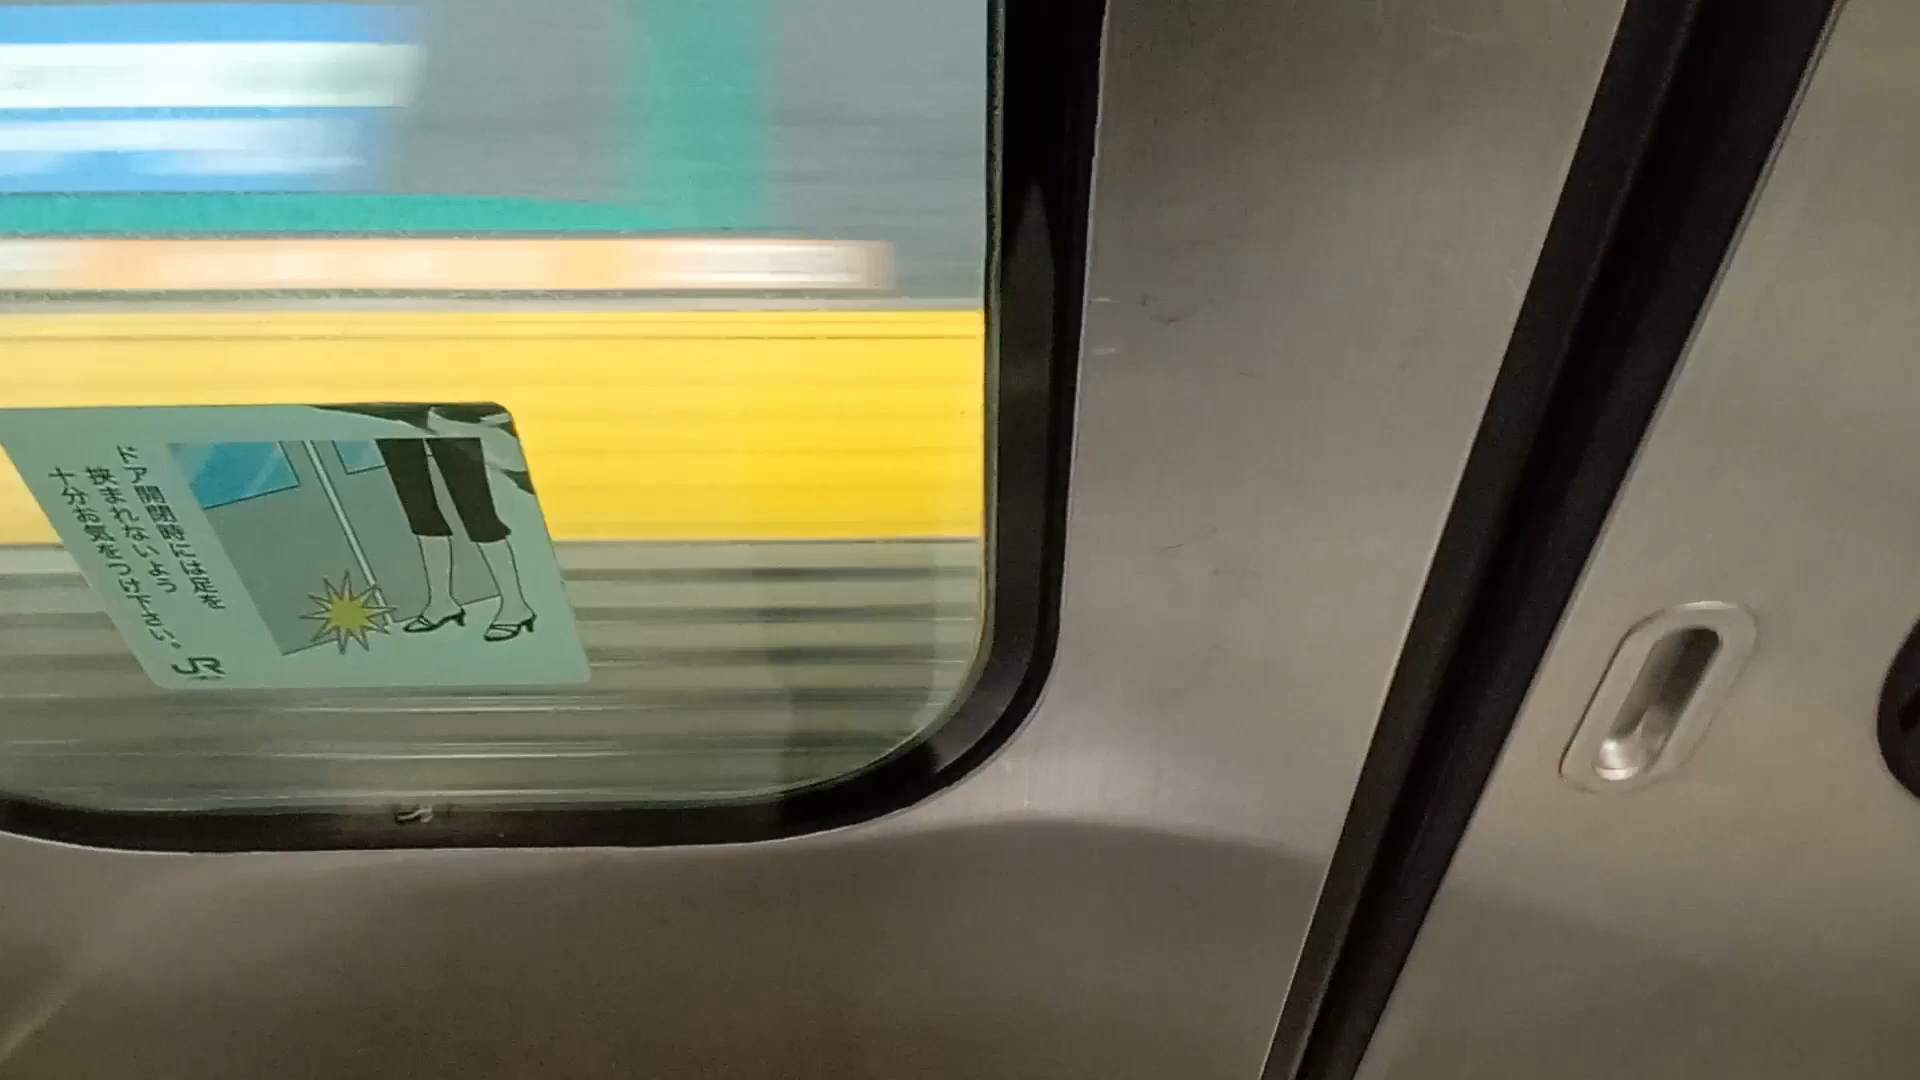 ドア開閉時には足を
挟まれないよう
十分お気をつけ下さい。
JR